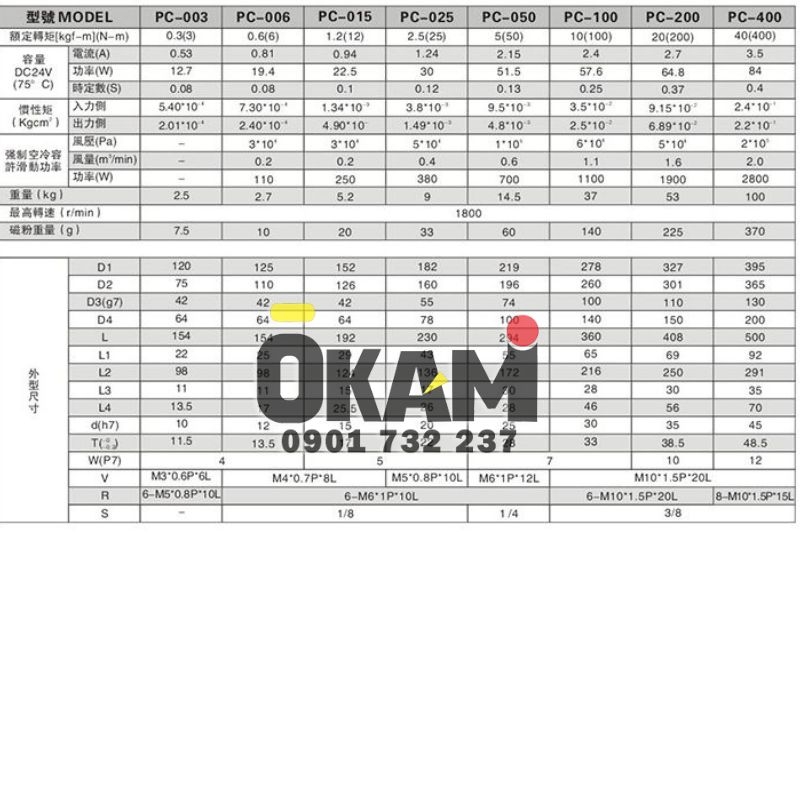 型號MODEL PC-003 PC-006 PC-015 PC-025 PC-050 PC-100 PC-200 PC-400
額定轉矩[kgf-m](N-m) 0.3(3) 0.6(6) 1.2(12) 2.5(25) 5(50) 10(100) 20(200) 40(400)
容量 DC24V (75° C) 電流(A) 0.53 0.81 0.94 1.24 2.15 2.4 2.7 3.5
功率(W) 12.7 19.4 22.5 30 51.5 57.6 64.8 84
時定數(S) 0.08 0.08 0.1 0.12 0.13 0.25 0.37 0.4
慣性矩 (Kgcm²) 入力側 5.40*10⁻⁴ 7.30*10⁻⁴ 1.34*10⁻³ 3.8*10⁻³ 9.5*10⁻³ 3.5*10⁻² 9.15*10⁻² 2.4*10⁻¹
出力側 2.01*10⁻⁴ 2.40*10⁻⁴ 4.90*10⁻ 1.49*10⁻³ 4.8*10⁻³ 2.5*10⁻² 6.89*10⁻² 2.2*10⁻¹
强制空冷容許滑動功率 風壓(Pa) – 3*10 3*10 5*10 1*10 6*10 5*10 2*10
風量(m³/min) – 0.2 0.2 0.4 0.6 1.1 1.6 2.0
功率(W) – 110 250 380 700 1100 1900 2800
重量(kg) 2.5 2.7 5.2 9 14.5 37 53 100
最高轉速(r/min) 1800
磁粉重量(g) 7.5 10 20 33 60 140 225 370
外型尺寸
D1 120 125 152 182 219 278 327 395
D2 75 110 126 160 196 260 301 365
D3(g7) 42 42 42 55 74 100 110 130
D4 64 64 64 78 100 140 150 200
L 154 154 192 230 294 360 408 500
L1 22 25 29 43 55 65 69 92
L2 98 98 124 136 172 216 250 291
L3 11 11 15 20 28 30 35
L4 13.5 17 25.5 26 28 46 56 70
d(h7) 10 12 15 20 25 30 35 45
T 11.5 13.5 17 22 28 33 38.5 48.5
W(P7) 4 5 7 10 12
V M3*0.6P*6L M4*0.7P*8L M5*0.8P*10L M6*1P*12L M10*1.5P*20L
R 6-M5*0.8P*10L 6-M6*1P*10L 6-M10*1.5P*20L 8-M10*1.5P*15L
S – 1/8 1/4 3/8
ŌKAMI
0901 732 237